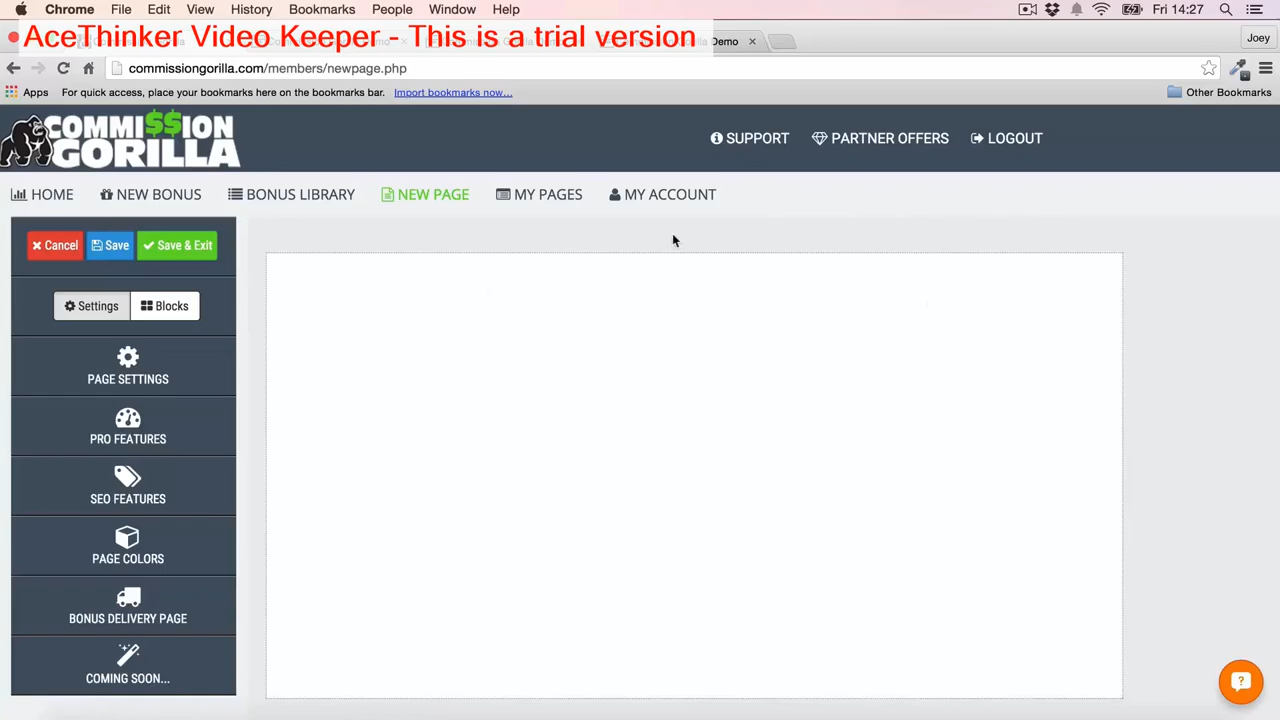 Chrome File Edit View History Bookmarks People Window Help Fri 14:27
AceThinker Video Keeper - This is a trial version
Demo
Joey
commissiongorilla.com/members/newpage.php
Apps For quick access, place your bookmarks here on the bookmarks bar. Import bookmarks now... Other Bookmarks
COMMI$$ION
GORILLA
SUPPORT PARTNER OFFERS LOGOUT
HOME NEW BONUS BONUS LIBRARY NEW PAGE MY PAGES MY ACCOUNT
Cancel Save Save & Exit
Settings Blocks
PAGE SETTINGS
PRO FEATURES
SEO FEATURES
PAGE COLORS
BONUS DELIVERY PAGE
COMING SOON...